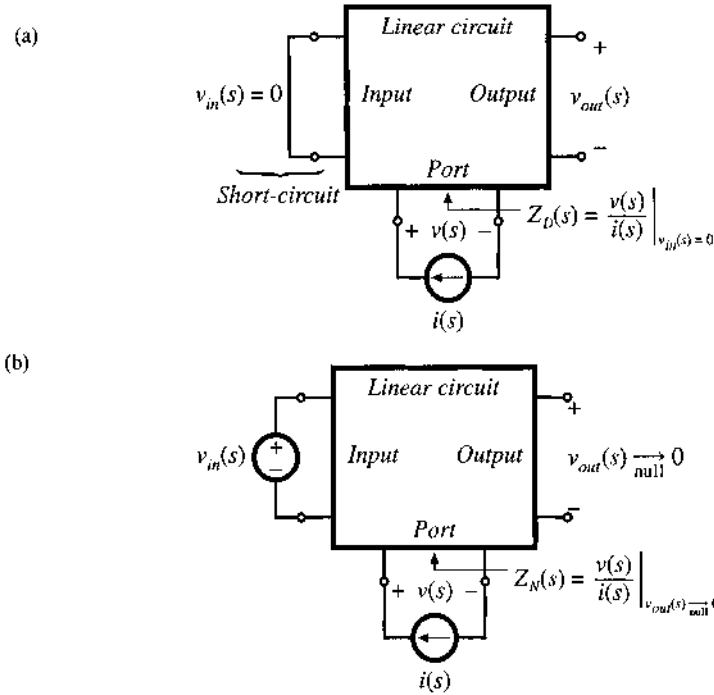 (a)
Linear circuit
+
v_in(s) = 0
Input
Output
v_out(s)
−
Port
Short-circuit
+ v(s) −
Z_D(s) = v(s)/i(s) |v_in(s) = 0
i(s)
(b)
Linear circuit
+
v_in(s)
+
−
Input
Output
v_out(s) → null 0
−
Port
+ v(s) −
Z_N(s) = v(s)/i(s) |v_out(s) → null 0
i(s)